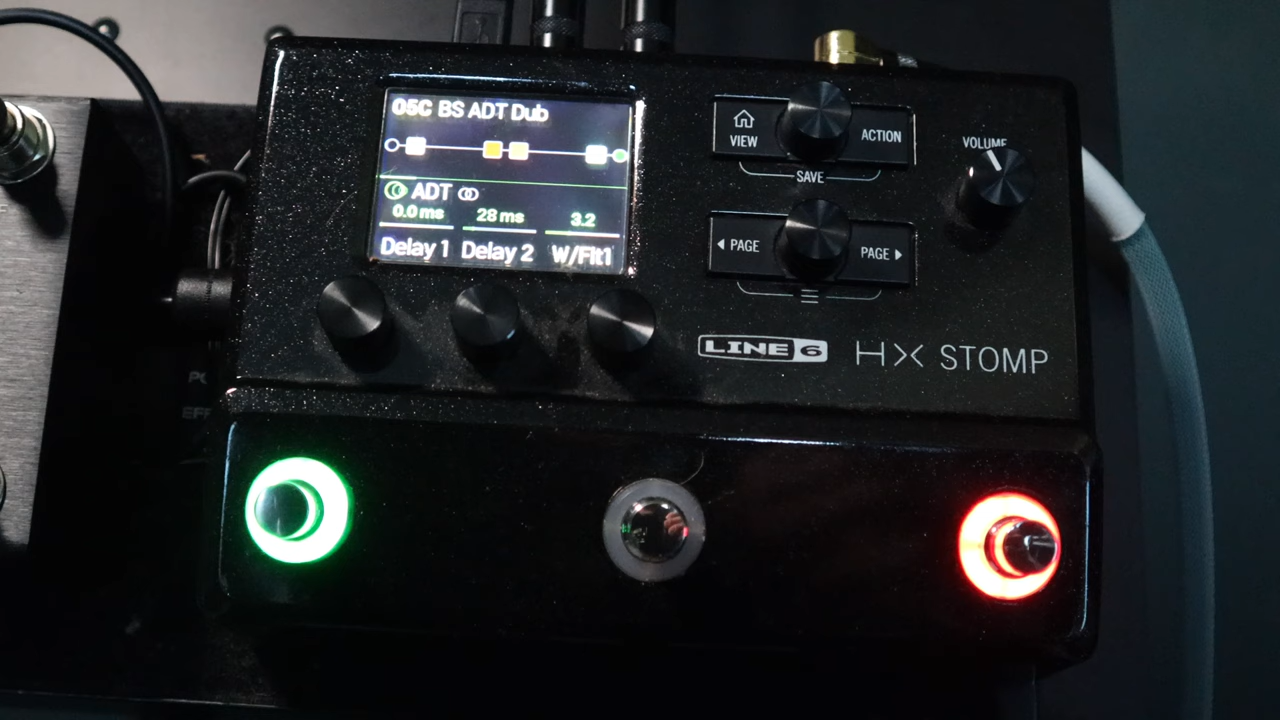 05C BS ADT Dub
ADT
0.0 ms 28 ms 3.2
Delay 1 Delay 2 W/Flt1
VIEW ACTION
SAVE
VOLUME
PAGE PAGE
LINE 6 HX STOMP